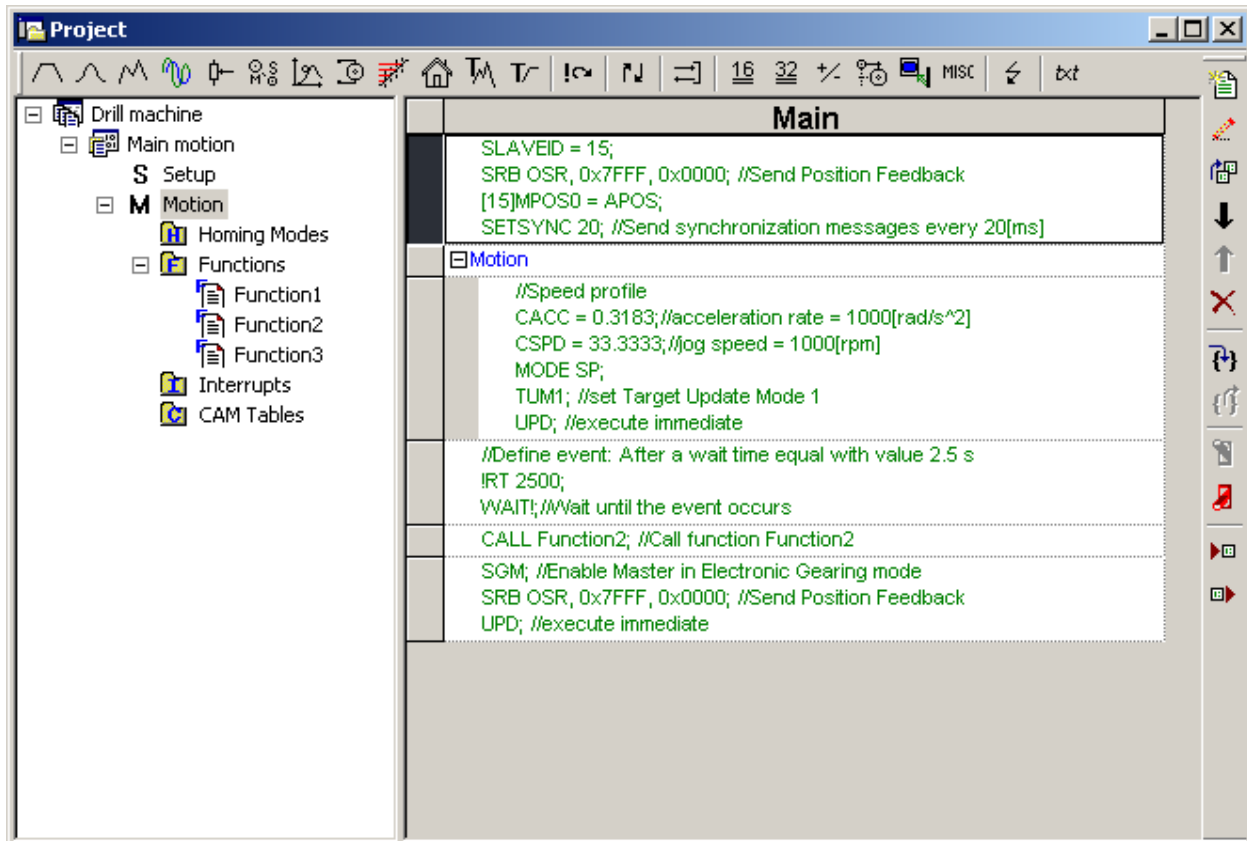 Project
!
16
32
+/-
MISC
txt
Drill machine
Main motion
S Setup
M Motion
H Homing Modes
F Functions
F Function1
F Function2
F Function3
I Interrupts
C CAM Tables
Main
SLAVEID = 15;
SRB OSR, 0x7FFF, 0x0000; //Send Position Feedback
[15]MPOS0 = APOS;
SETSYNC 20; //Send synchronization messages every 20[ms]
Motion
//Speed profile
CACC = 0.3183;//acceleration rate = 1000[rad/s^2]
CSPD = 33.3333;//jog speed = 1000[rpm]
MODE SP;
TUM1; //set Target Update Mode 1
UPD; //execute immediate
//Define event: After a wait time equal with value 2.5 s
!RT 2500;
WAIT!;//Wait until the event occurs
CALL Function2; //Call function Function2
SGM; //Enable Master in Electronic Gearing mode
SRB OSR, 0x7FFF, 0x0000; //Send Position Feedback
UPD; //execute immediate